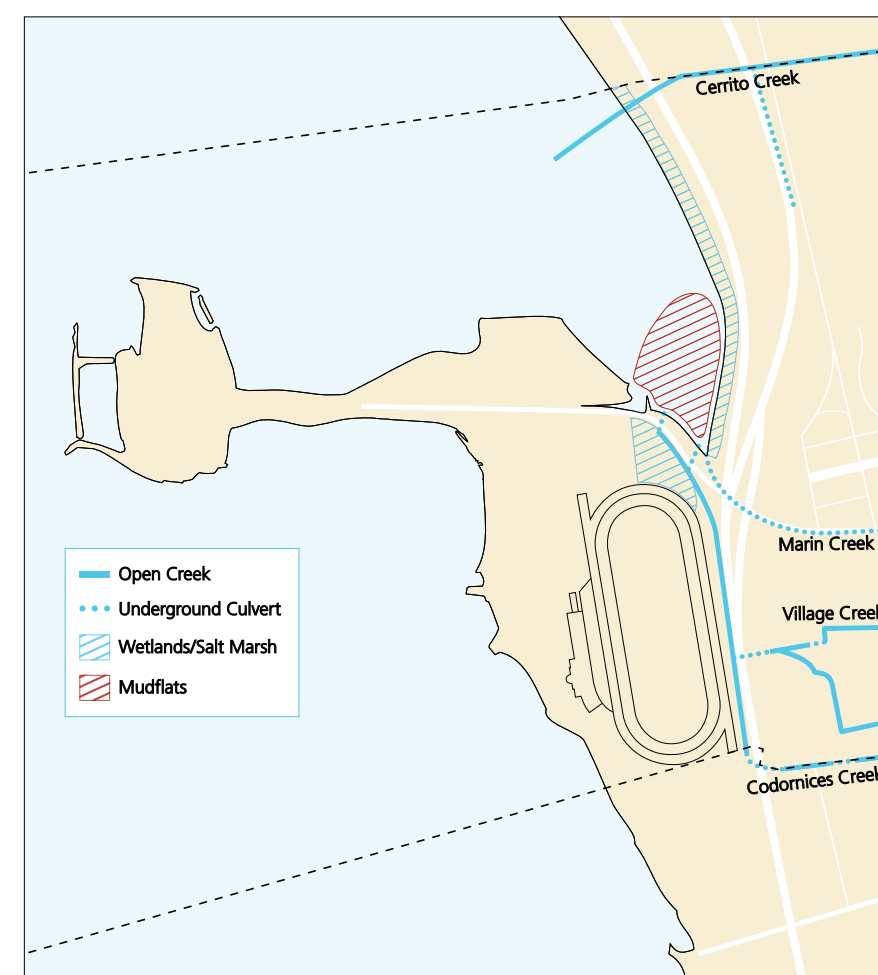 Cerrito Creek
Marin Creek
Village Creek
Codornices Creek
Open Creek
Underground Culvert
Wetlands/Salt Marsh
Mudflats